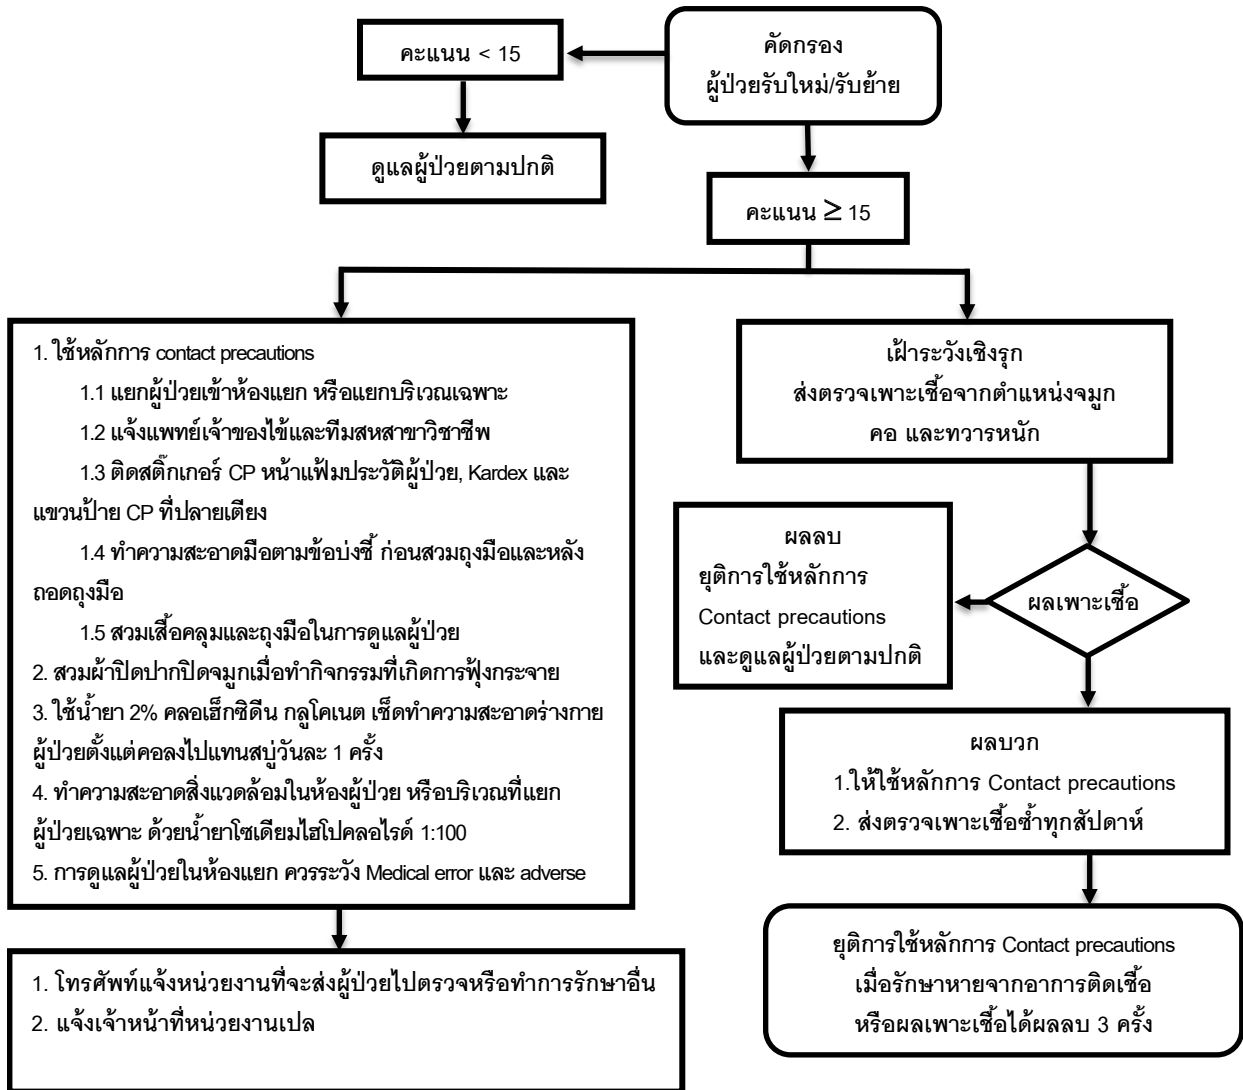 คัดกรอง
ผู้ป่วยรับใหม่/รับย้าย
คะแนน < 15
ดูแลผู้ป่วยตามปกติ
คะแนน ≥ 15
1. ใช้หลักการ contact precautions
1.1 แยกผู้ป่วยเข้าห้องแยก หรือแยกบริเวณเฉพาะ
1.2 แจ้งแพทย์เจ้าของไข้และทีมสหสาขาวิชาชีพ
1.3 ติดสติ๊กเกอร์ CP หน้าแฟ้มประวัติผู้ป่วย, Kardex และ
แขวนป้าย CP ที่ปลายเตียง
1.4 ทำความสะอาดมือตามข้อบ่งชี้ ก่อนสวมถุงมือและหลัง
ถอดถุงมือ
1.5 สวมเสื้อคลุมและถุงมือในการดูแลผู้ป่วย
2. สวมผ้าปิดปากปิดจมูกเมื่อทำกิจกรรมที่เกิดการฟุ้งกระจาย
3. ใช้น้ำยา 2% คลอเฮ็กซิดีน กลูโคเนต เช็ดทำความสะอาดร่างกาย
ผู้ป่วยตั้งแต่คอลงไปแทนสบู่วันละ 1 ครั้ง
4. ทำความสะอาดสิ่งแวดล้อมในห้องผู้ป่วย หรือบริเวณที่แยก
ผู้ป่วยเฉพาะ ด้วยน้ำยาโซเดียมไฮโปคลอไรด์ 1:100
5. การดูแลผู้ป่วยในห้องแยก ควรระวัง Medical error และ adverse
1. โทรศัพท์แจ้งหน่วยงานที่จะส่งผู้ป่วยไปตรวจหรือทำการรักษาอื่น
2. แจ้งเจ้าหน้าที่หน่วยงานเปล
เฝ้าระวังเชิงรุก
ส่งตรวจเพาะเชื้อจากตำแหน่งจมูก
คอ และทวารหนัก
ผลเพาะเชื้อ
ผลลบ
ยุติการใช้หลักการ
Contact precautions
และดูแลผู้ป่วยตามปกติ
ผลบวก
1.ให้ใช้หลักการ Contact precautions
2. ส่งตรวจเพาะเชื้อซ้ำทุกสัปดาห์
ยุติการใช้หลักการ Contact precautions
เมื่อรักษาหายจากอาการติดเชื้อ
หรือผลเพาะเชื้อได้ผลลบ 3 ครั้ง